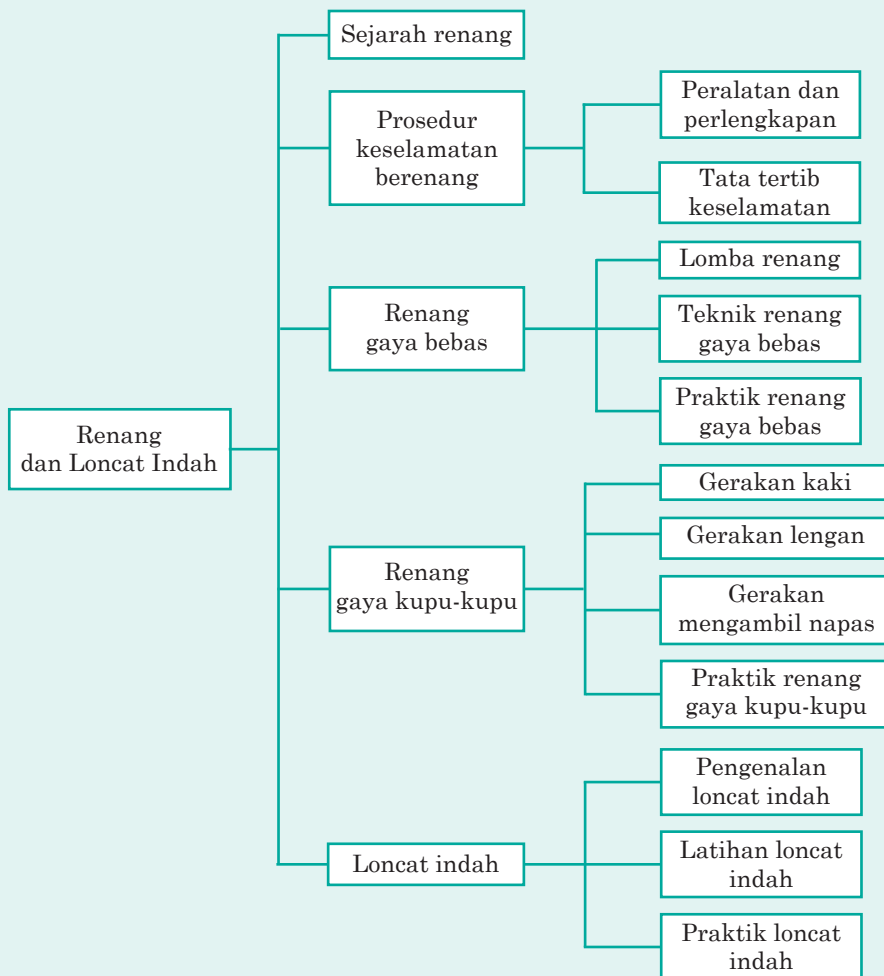 Sejarah renang
Prosedur
keselamatan
berenang
Peralatan dan
perlengkapan
Tata tertib
keselamatan
Renang
gaya bebas
Lomba renang
Teknik renang
gaya bebas
Praktik renang
gaya bebas
Renang
dan Loncat Indah
Renang
gaya kupu-kupu
Gerakan kaki
Gerakan lengan
Gerakan
mengambil napas
Praktik renang
gaya kupu-kupu
Loncat indah
Pengenalan
loncat indah
Latihan loncat
indah
Praktik loncat
indah